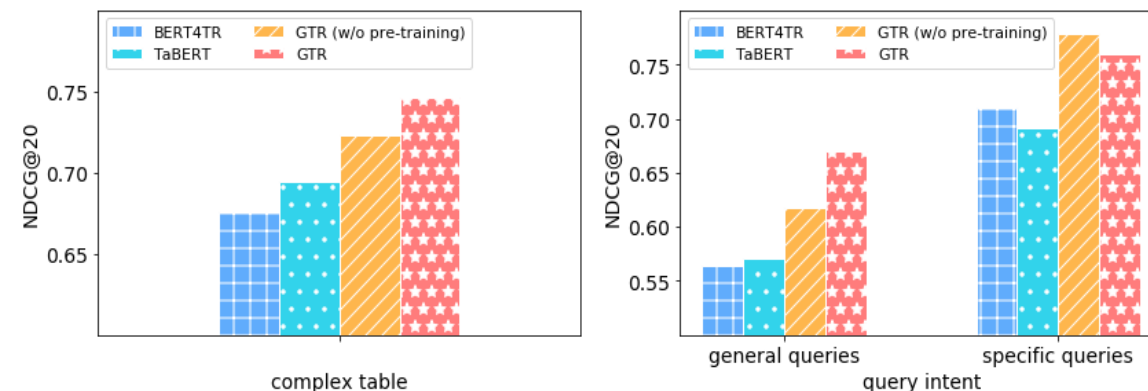 BERT4TR
TaBERT
GTR (w/o pre-training)
GTR
NDCG@20
0.75
0.70
0.65
complex table
BERT4TR
TaBERT
GTR (w/o pre-training)
GTR
NDCG@20
0.75
0.70
0.65
0.60
0.55
general queries
specific queries
query intent